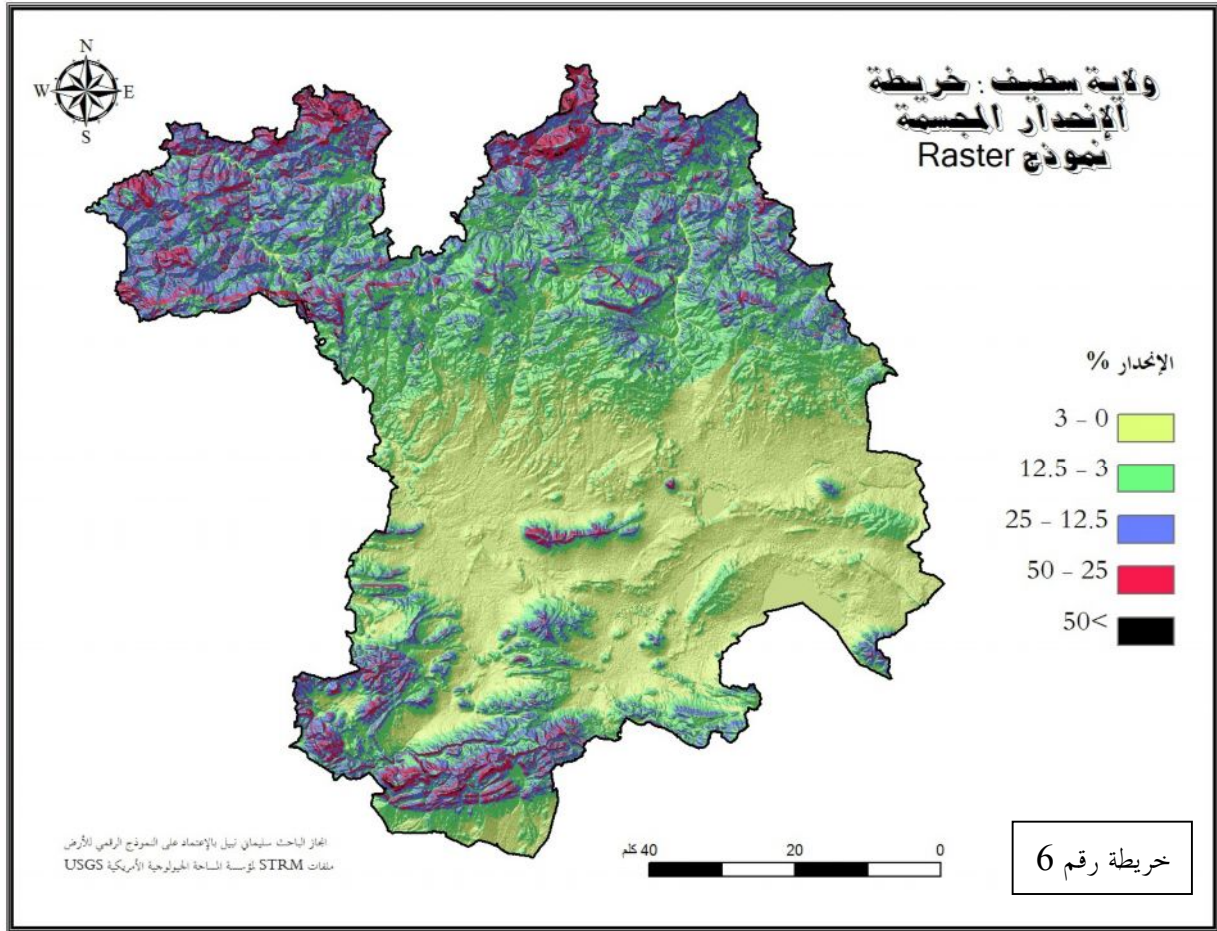 N
W E
S
ولاية سطيف : خريطة
الإنحدار المجسمة
نموذج Raster
الإنحدار %
3 - 0
12.5 - 3
25 - 12.5
50 - 25
50<
انجاز الباحث سليماني نبيل بالإعتماد على النموذج الرقمي للأرض
ملفات STRM لمؤسسة المساحة الجيولوجية الأمريكية USGS
40 كلم 20 0
خريطة رقم 6